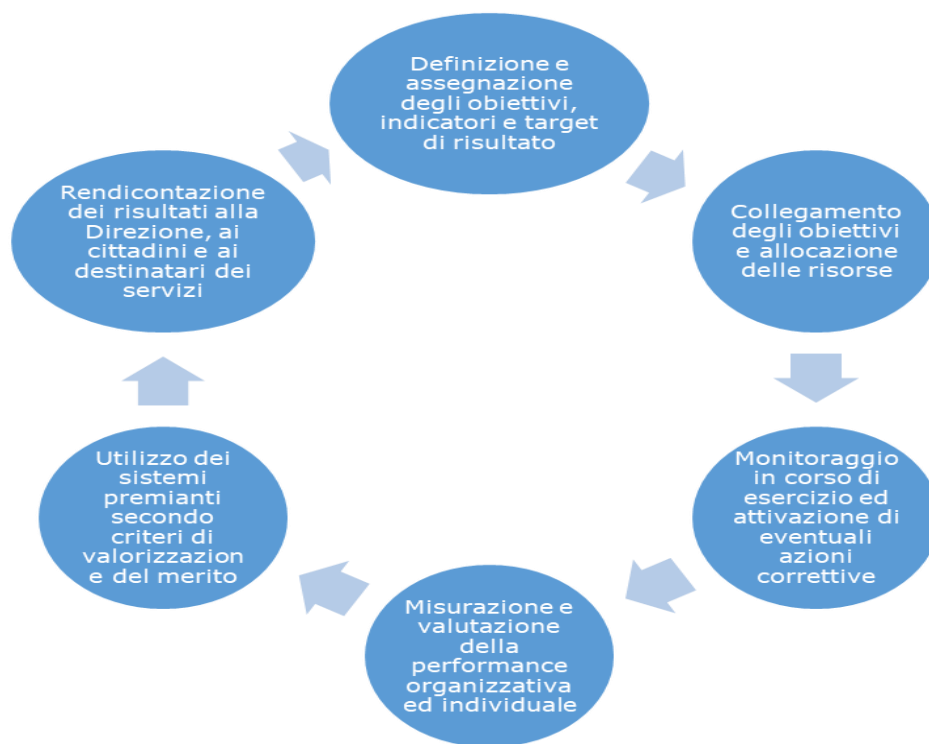 Definizione e
assegnazione
degli obiettivi,
indicatori e target
di risultato
Collegamento
degli obiettivi
e allocazione
delle risorse
Monitoraggio
in corso di
esercizio ed
attivazione di
eventuali
azioni
correttive
Misurazione e
valutazione
della
performance
organizzativa
ed individuale
Utilizzo dei
sistemi
premianti
secondo
criteri di
valorizzazion
e del merito
Rendicontazione
dei risultati alla
Direzione, ai
cittadini e ai
destinatari dei
servizi